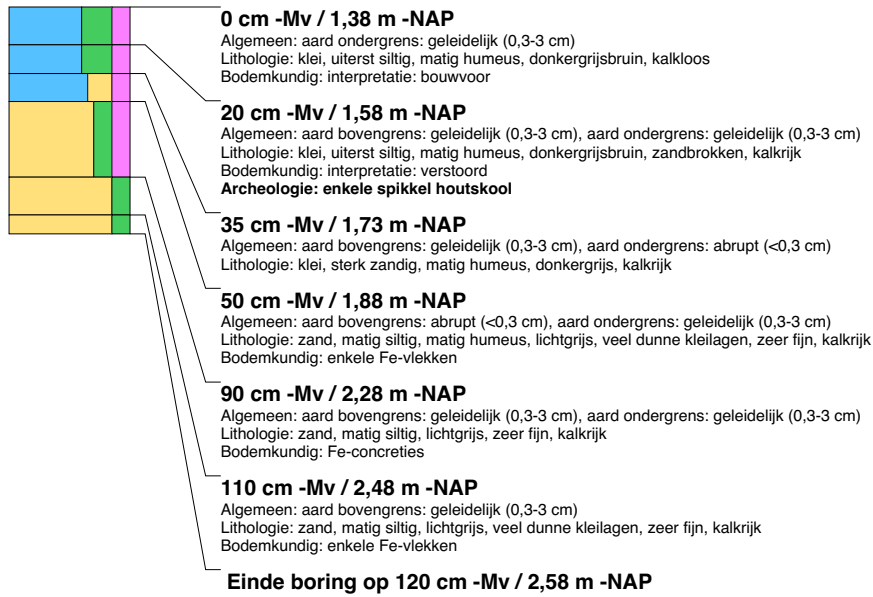 0 cm -Mv / 1,38 m -NAP
Algemeen: aard ondergrens: geleidelijk (0,3-3 cm)
Lithologie: klei, uiterst siltig, matig humeus, donkergrijsbruin, kalkloos
Bodemkundig: interpretatie: bouwvoor
20 cm -Mv / 1,58 m -NAP
Algemeen: aard bovengrens: geleidelijk (0,3-3 cm), aard ondergrens: geleidelijk (0,3-3 cm)
Lithologie: klei, uiterst siltig, matig humeus, donkergrijsbruin, zandbrokken, kalkrijk
Bodemkundig: interpretatie: verstoord
Archeologie: enkele spikkel houtskool
35 cm -Mv / 1,73 m -NAP
Algemeen: aard bovengrens: geleidelijk (0,3-3 cm), aard ondergrens: abrupt (<0,3 cm)
Lithologie: klei, sterk zandig, matig humeus, donkergrijs, kalkrijk
50 cm -Mv / 1,88 m -NAP
Algemeen: aard bovengrens: abrupt (<0,3 cm), aard ondergrens: geleidelijk (0,3-3 cm)
Lithologie: zand, matig siltig, matig humeus, lichtgrijs, veel dunne kleilagen, zeer fijn, kalkrijk
Bodemkundig: enkele Fe-vlekken
90 cm -Mv / 2,28 m -NAP
Algemeen: aard bovengrens: geleidelijk (0,3-3 cm), aard ondergrens: geleidelijk (0,3-3 cm)
Lithologie: zand, matig siltig, lichtgrijs, zeer fijn, kalkrijk
Bodemkundig: Fe-concreties
110 cm -Mv / 2,48 m -NAP
Algemeen: aard bovengrens: geleidelijk (0,3-3 cm)
Lithologie: zand, matig siltig, lichtgrijs, veel dunne kleilagen, zeer fijn, kalkrijk
Bodemkundig: enkele Fe-vlekken
Einde boring op 120 cm -Mv / 2,58 m -NAP